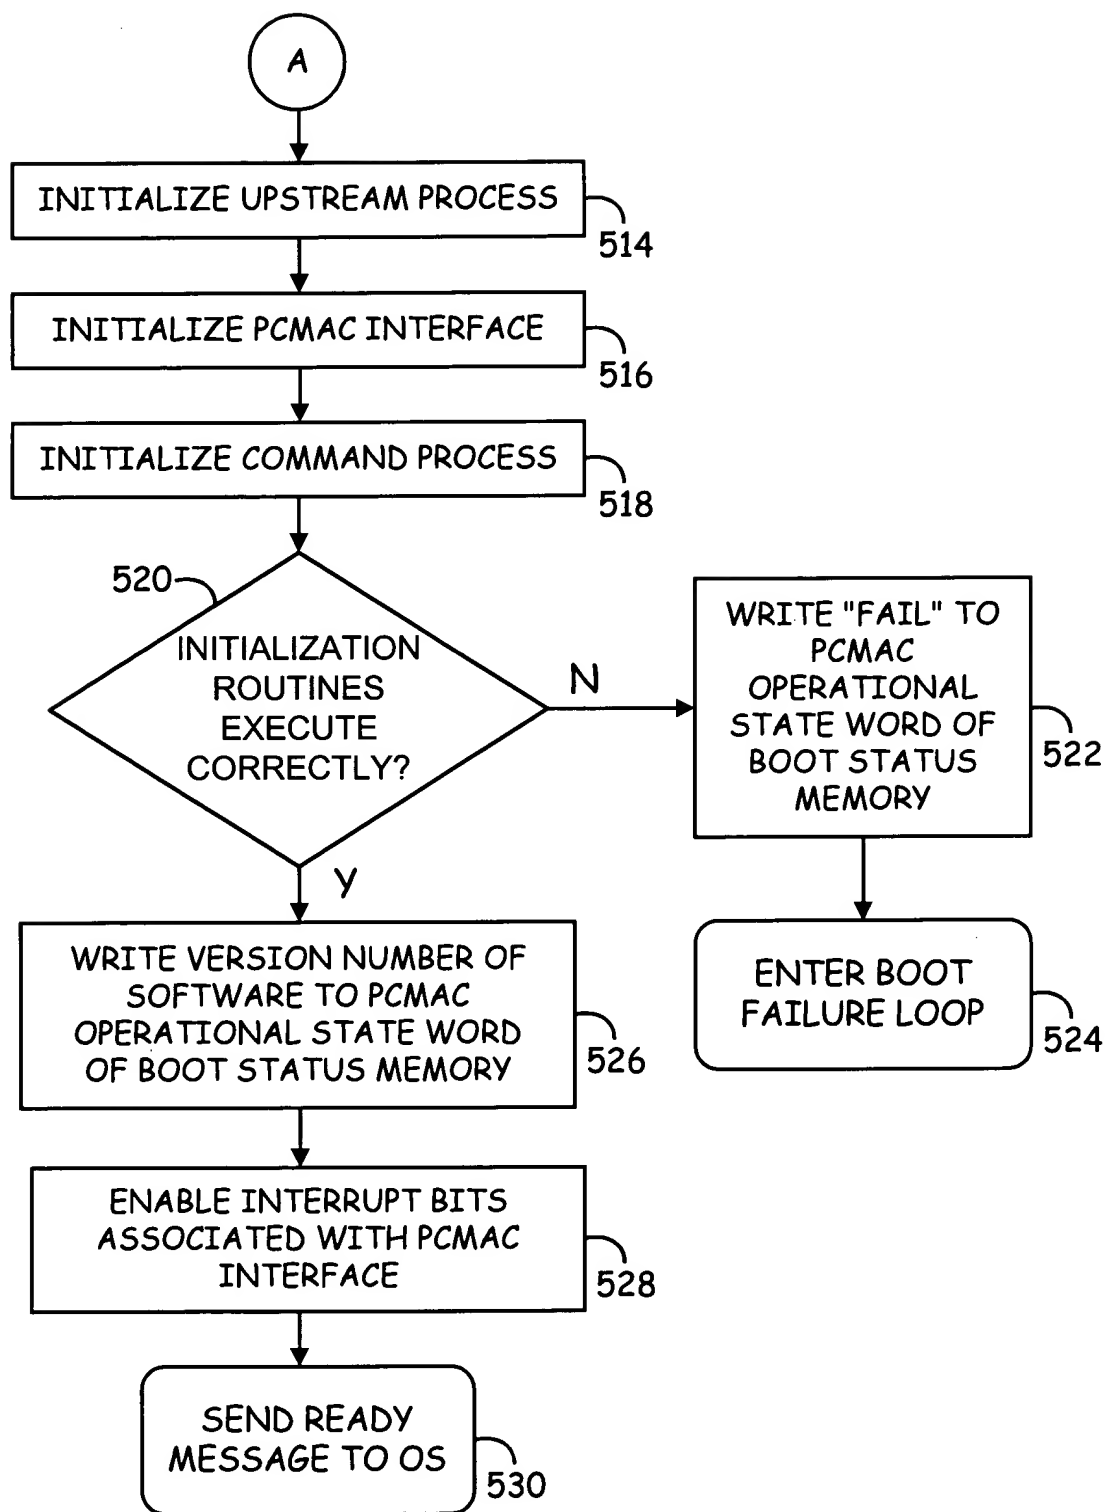 A
INITIALIZE UPSTREAM PROCESS
514
INITIALIZE PCMAC INTERFACE
516
INITIALIZE COMMAND PROCESS
518
520
INITIALIZATION
ROUTINES
EXECUTE
CORRECTLY?
N
WRITE "FAIL" TO
PCMAC
OPERATIONAL
STATE WORD OF
BOOT STATUS
MEMORY
522
ENTER BOOT
FAILURE LOOP
524
Y
WRITE VERSION NUMBER OF
SOFTWARE TO PCMAC
OPERATIONAL STATE WORD
OF BOOT STATUS MEMORY
526
ENABLE INTERRUPT BITS
ASSOCIATED WITH PCMAC
INTERFACE
528
SEND READY
MESSAGE TO OS
530